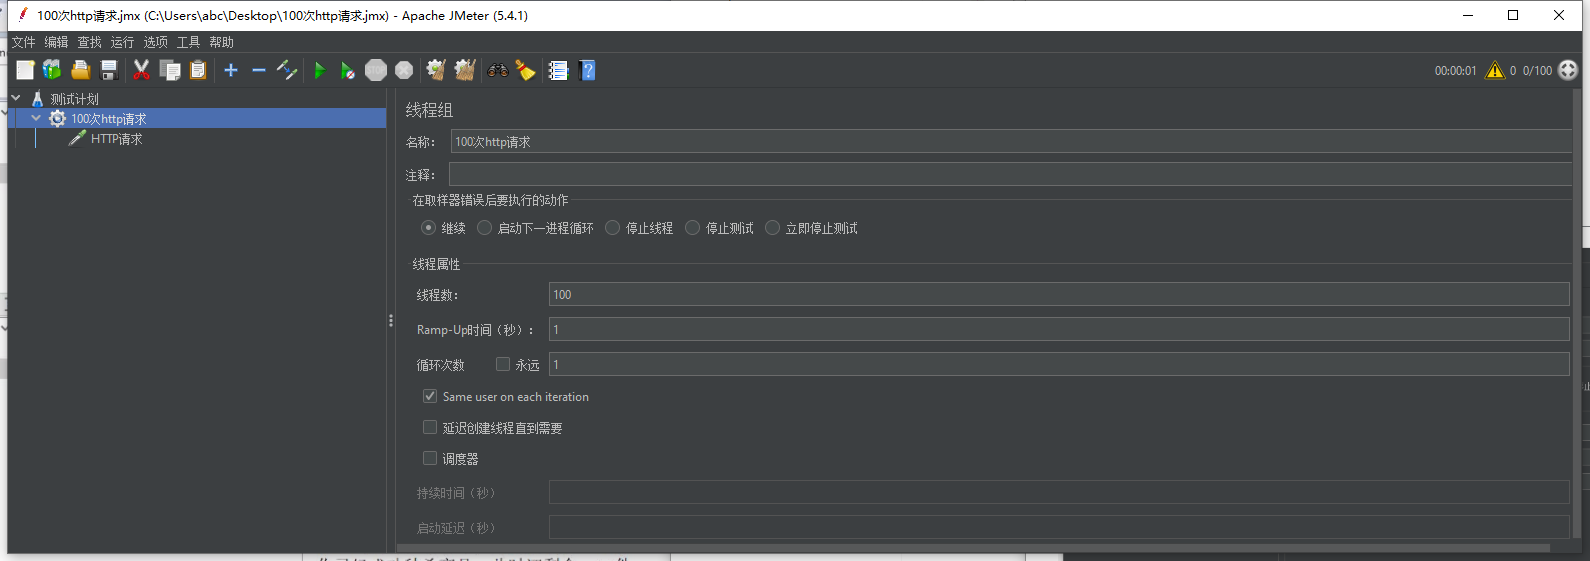 100次http请求.jmx (C:\Users\abc\Desktop\100次http请求.jmx) - Apache JMeter (5.4.1)
文件 编辑 查找 运行 选项 工具 帮助
STOP 00:00:01 0 0/100
测试计划
100次http请求
HTTP请求
线程组
名称： 100次http请求
注释：
在取样器错误后要执行的动作
继续 启动下一进程循环 停止线程 停止测试 立即停止测试
线程属性
线程数： 100
Ramp-Up时间（秒）： 1
循环次数 永远 1
Same user on each iteration
延迟创建线程直到需要
调度器
持续时间（秒）
启动延迟（秒）